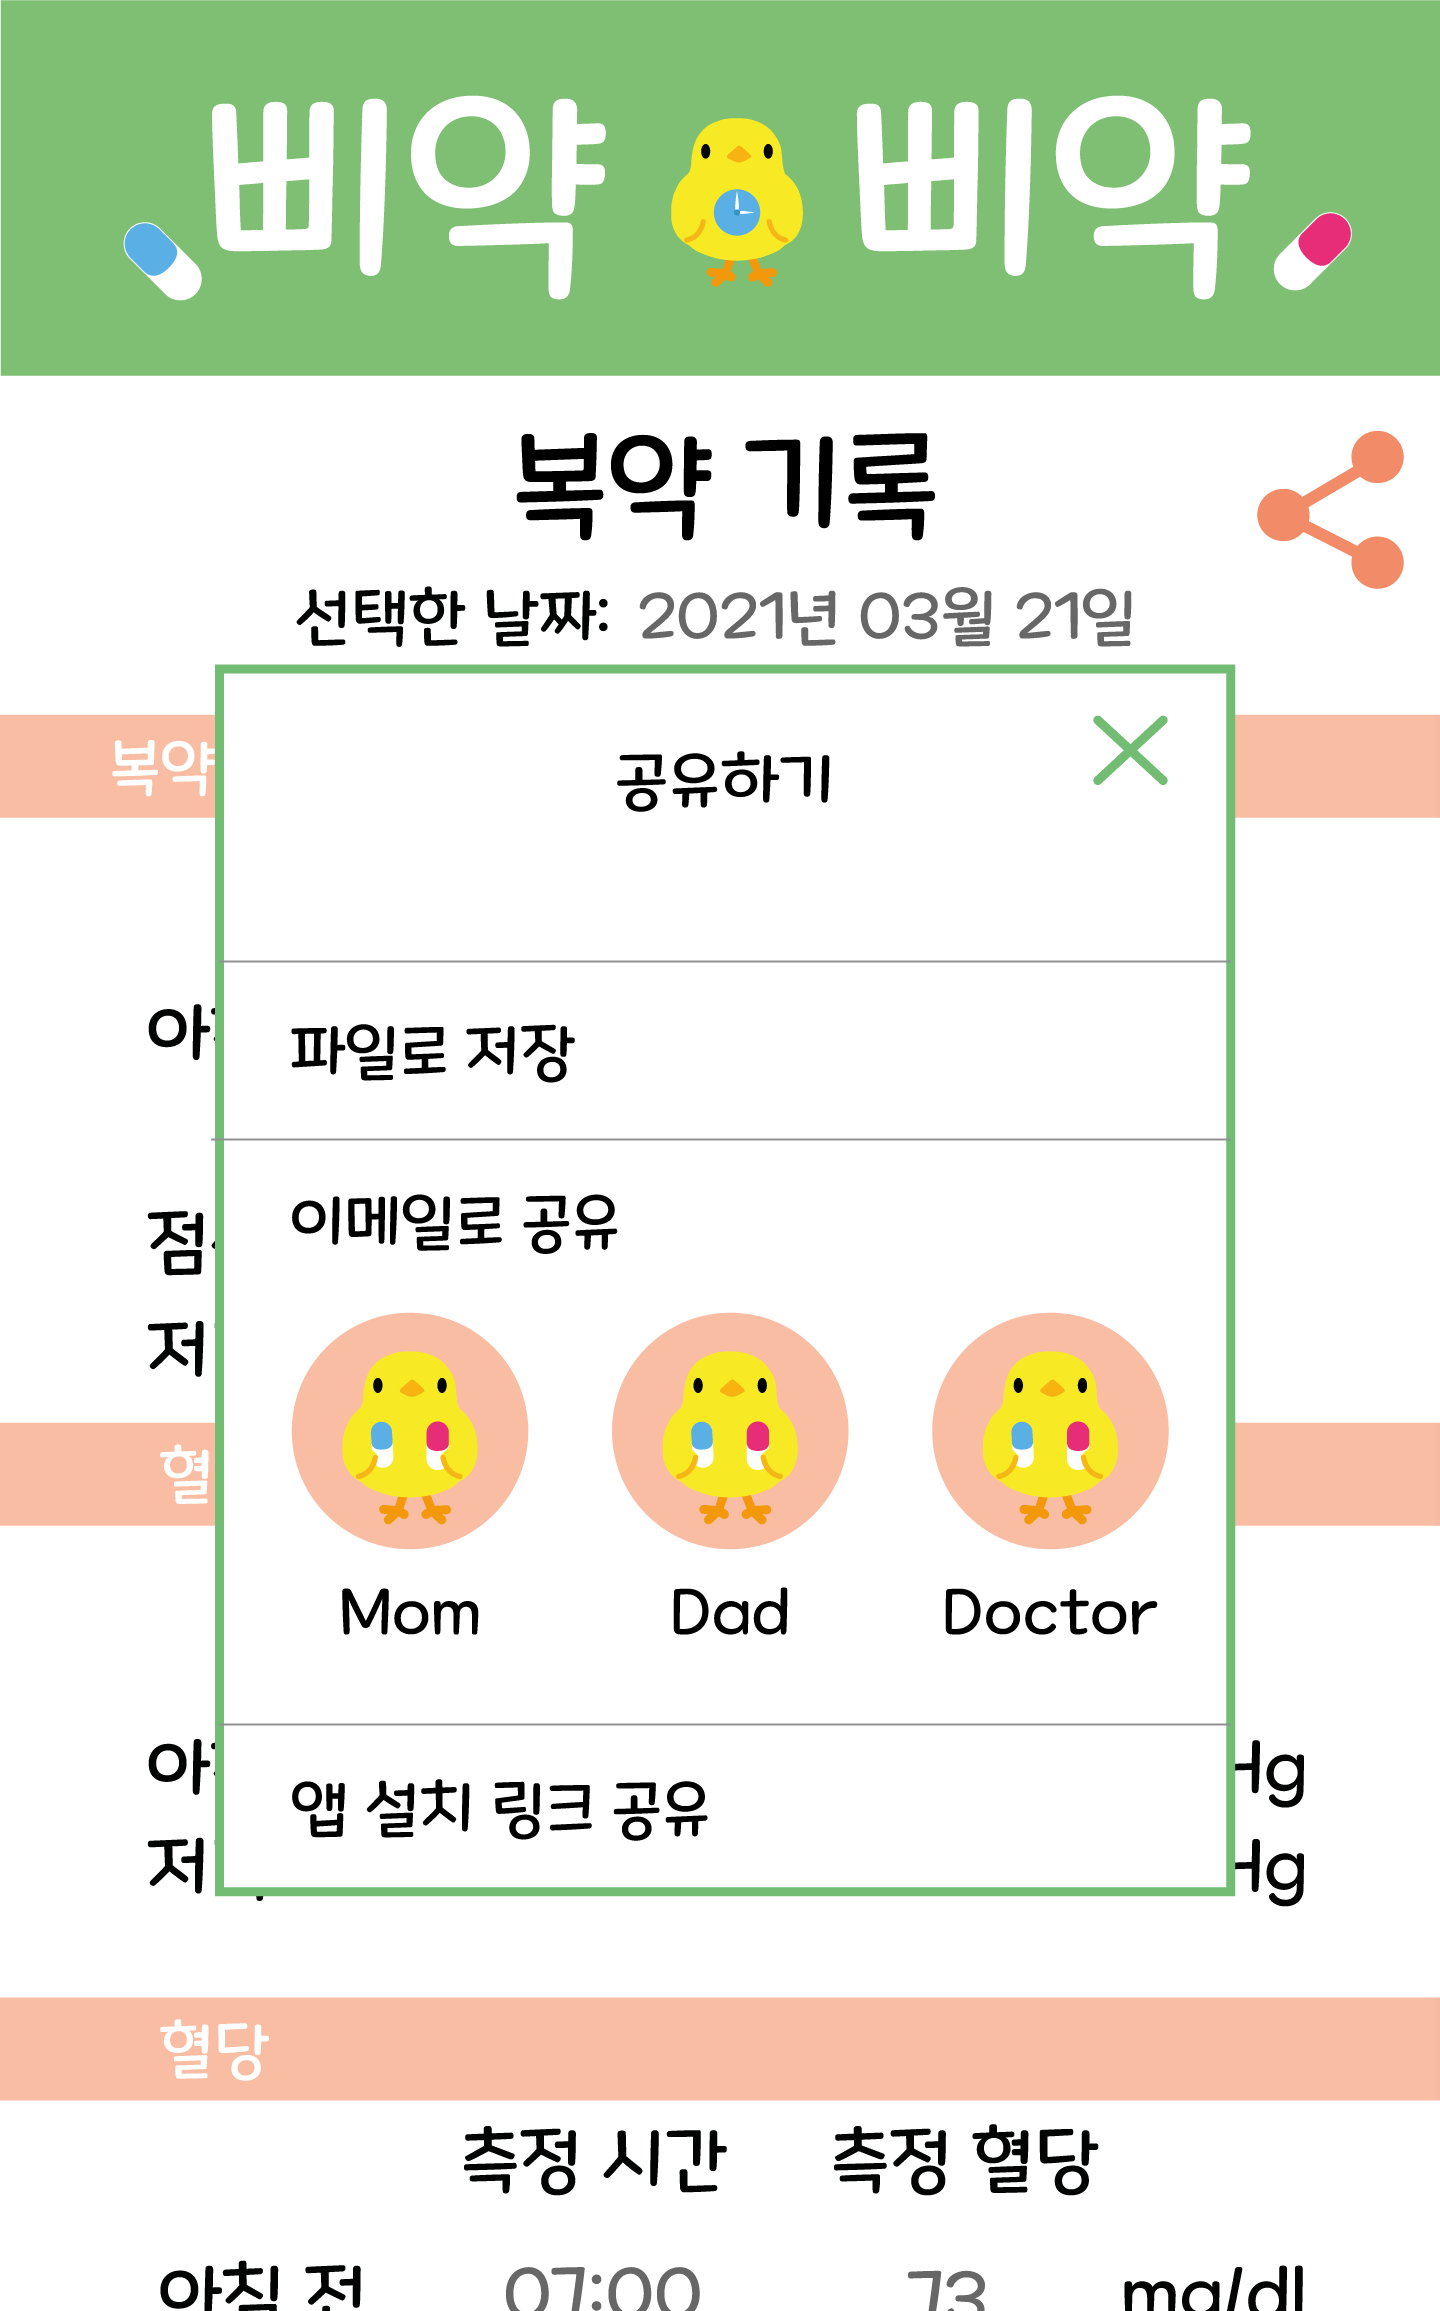 삐약 삐약
복약 기록
선택한 날짜: 2021년 03월 21일
복약
공유하기
파일로 저장
이메일로 공유
점
저
혈
Mom Dad Doctor
앱 설치 링크 공유
Hg
저
Hg
혈당
측정 시간 측정 혈당
아침 전 07:00 73 mg/dl